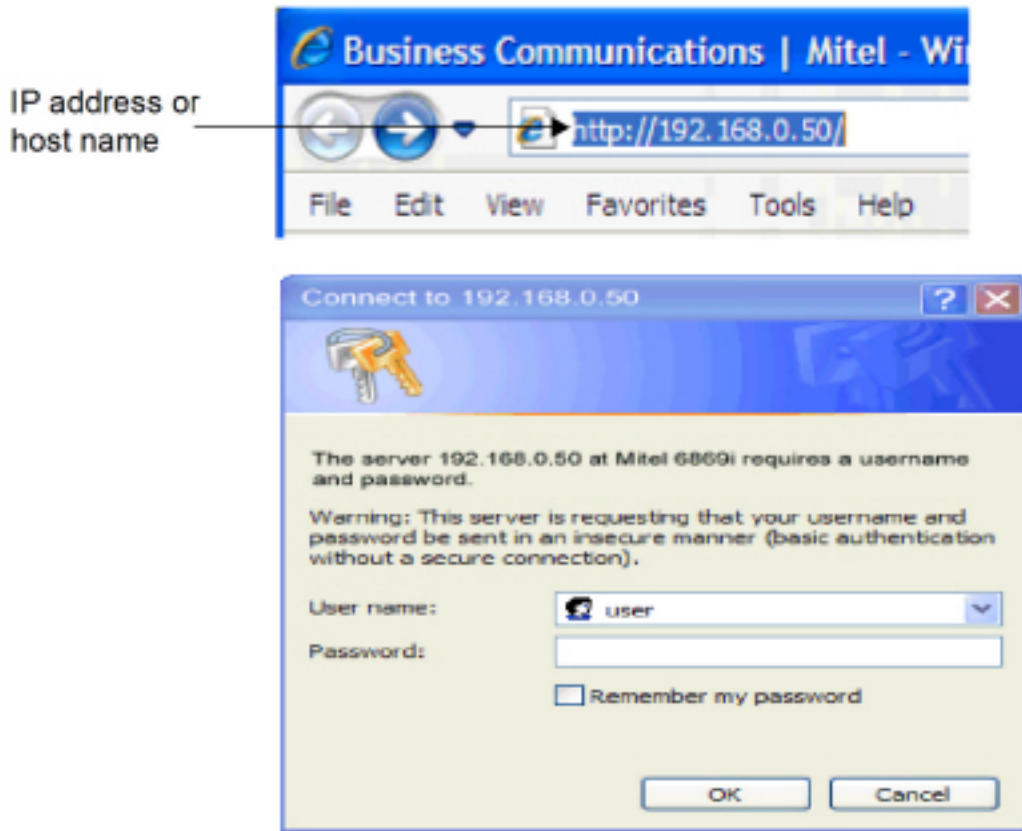 Business Communications | Mitel - Wi
IP address or
host name
http://192.168.0.50/
File Edit View Favorites Tools Help
Connect to 192.168.0.50
The server 192.168.0.50 at Mitel 6869i requires a username
and password.
Warning: This server is requesting that your username and
password be sent in an insecure manner (basic authentication
without a secure connection).
User name:
user
Password:
Remember my password
OK
Cancel